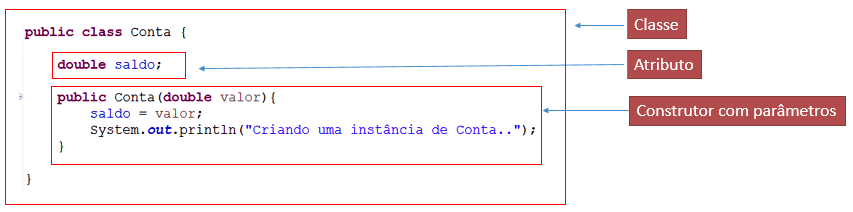 public class Conta {
Classe
double saldo;
Atributo
public Conta(double valor){
saldo = valor;
Construtor com parâmetros
System.out.println("Criando uma instância de Conta..");
}
}